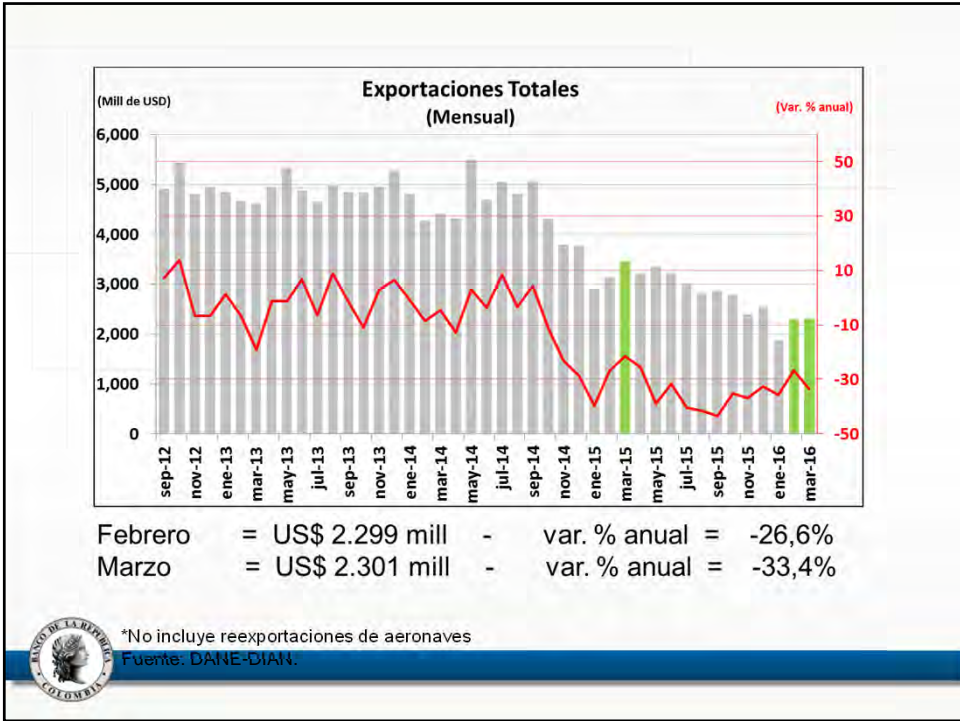 Exportaciones Totales
(Mensual)
(Mill de USD)
(Var. % anual)
6,000
5,000
4,000
3,000
2,000
1,000
0
50
30
10
-10
-30
-50
sep-12
nov-12
ene-13
mar-13
may-13
jul-13
sep-13
nov-13
ene-14
mar-14
may-14
jul-14
sep-14
nov-14
ene-15
mar-15
may-15
jul-15
sep-15
nov-15
ene-16
mar-16
Febrero = US$ 2.299 mill - var. % anual = -26,6%
Marzo = US$ 2.301 mill - var. % anual = -33,4%
*No incluye reexportaciones de aeronaves
Fuente: DANE-DIAN.
BANCO DE LA REPUBLICA
COLOMBIA